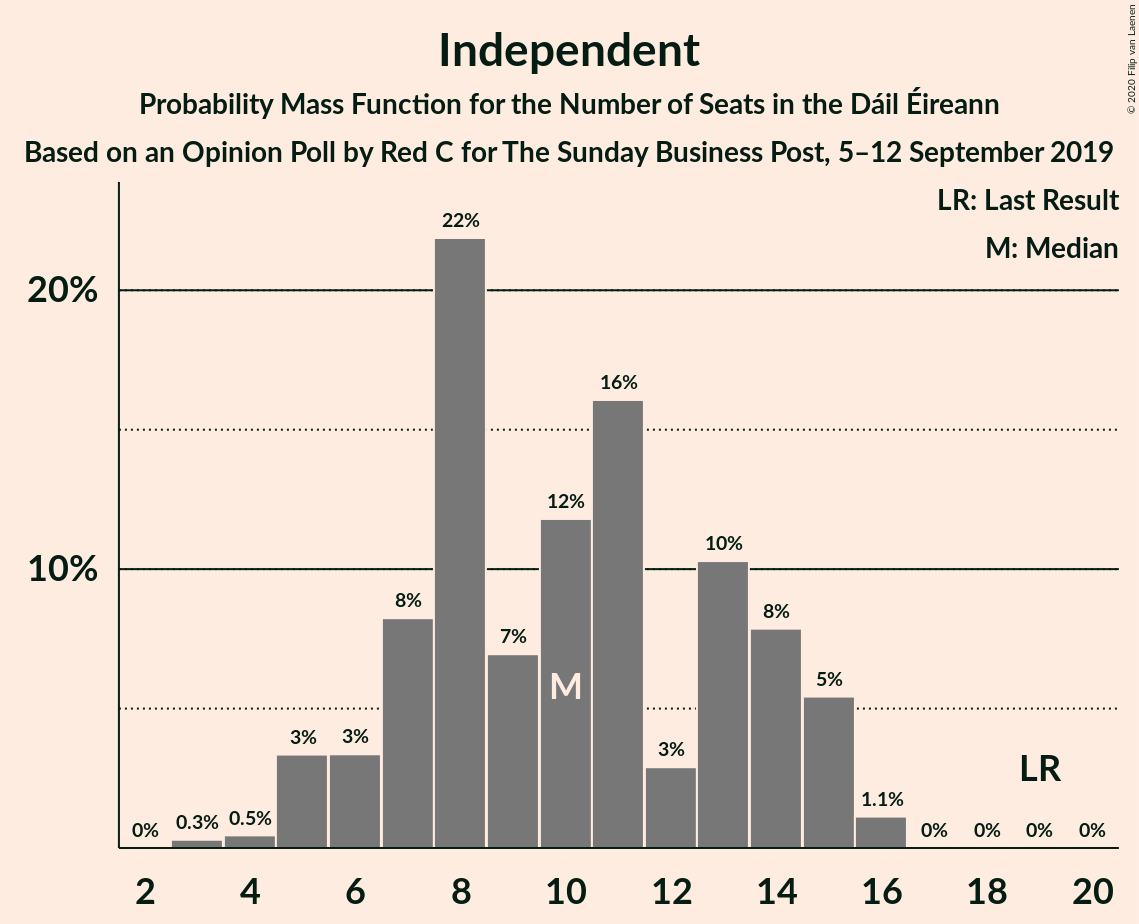 Independent
Probability Mass Function for the Number of Seats in the Dáil Éireann
Based on an Opinion Poll by Red C for The Sunday Business Post, 5–12 September 2019
© 2020 Filip van Laenen
LR: Last Result
M: Median
20%
10%
0%
0.3%
0.5%
3%
3%
8%
22%
7%
12%
16%
3%
10%
8%
5%
1.1%
0%
0%
0%
0%
M
LR
2 4 6 8 10 12 14 16 18 20